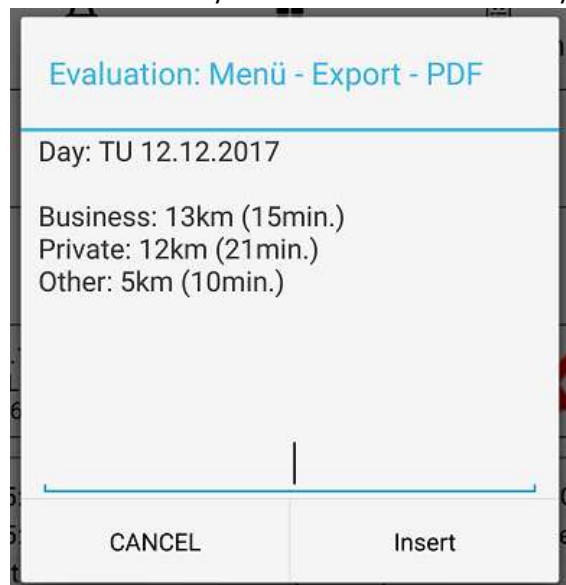 Evaluation: Menü - Export - PDF
Day: TU 12.12.2017
Business: 13km (15min.)
Private: 12km (21min.)
Other: 5km (10min.)
CANCEL
Insert